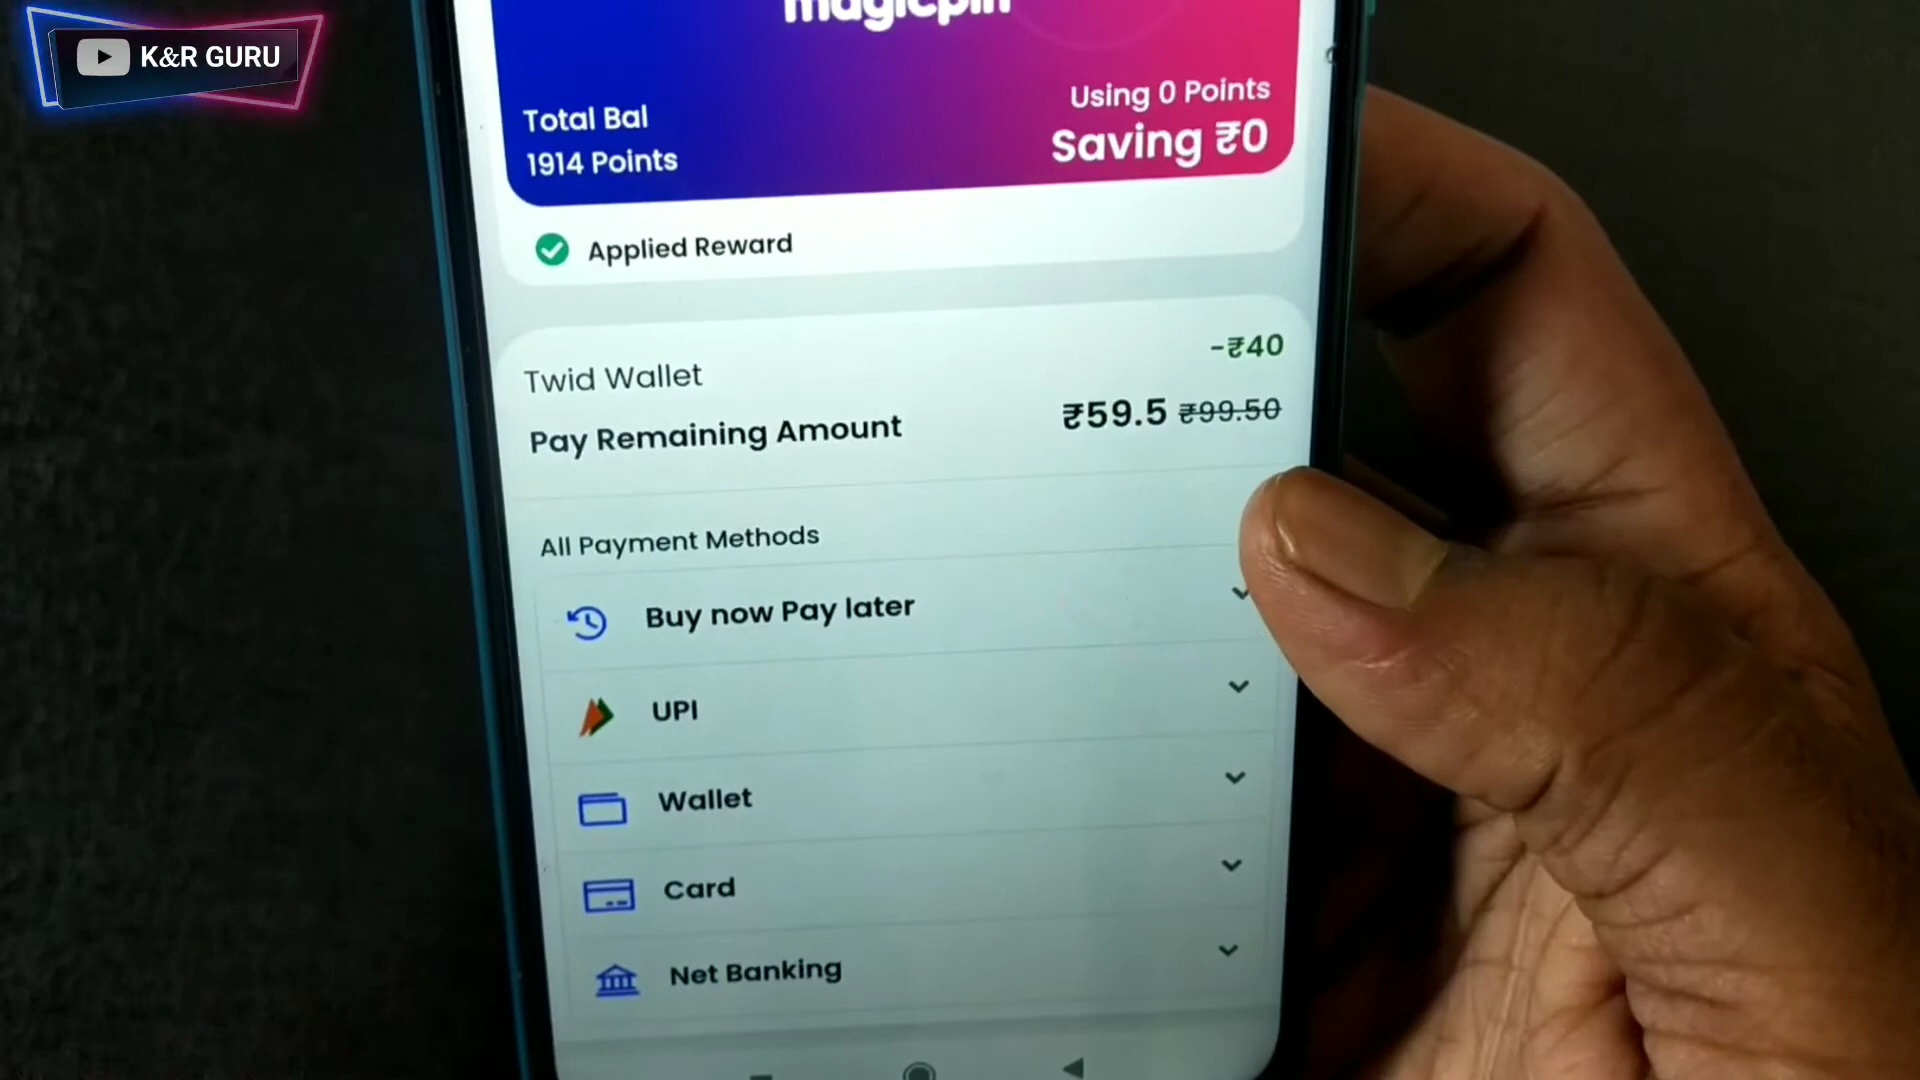 K&R GURU
magicpin
Total Bal
1914 Points
Using 0 Points
Saving ₹0
Applied Reward
Twid Wallet
-₹40
Pay Remaining Amount
₹59.5 ₹99.50
All Payment Methods
Buy now Pay later
UPI
Wallet
Card
Net Banking